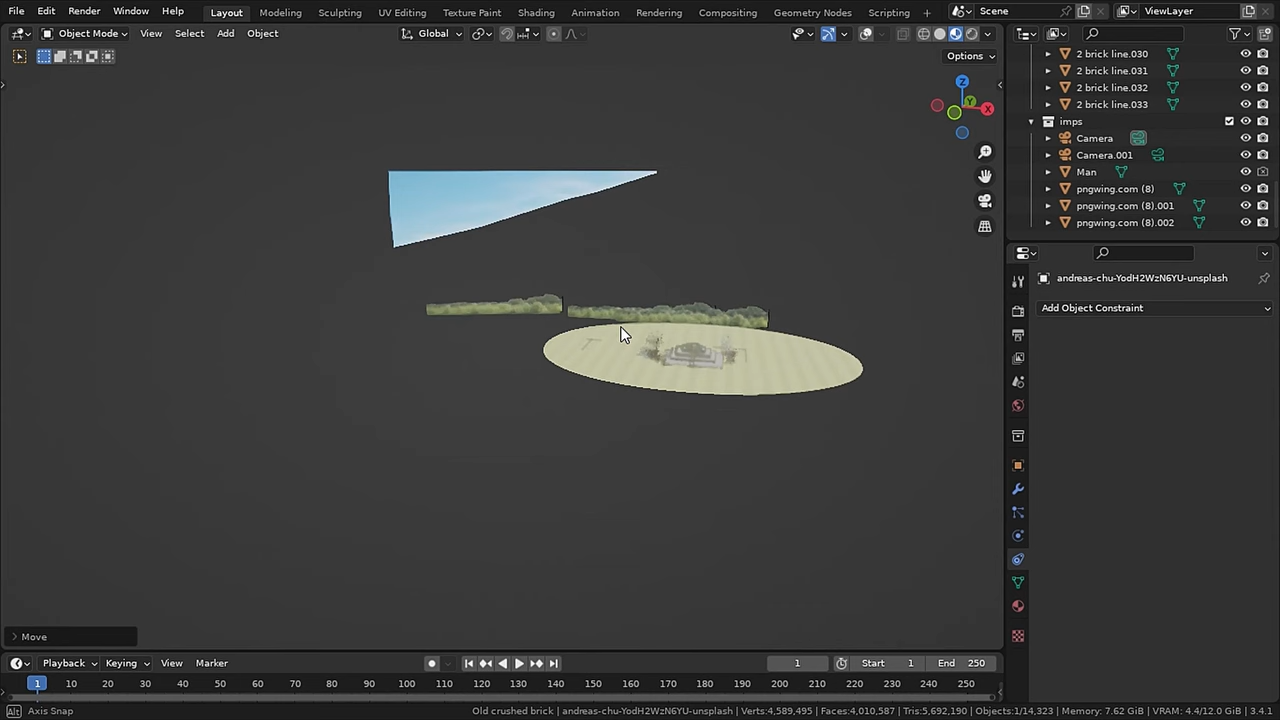 File Edit Render Window Help Layout Modeling Sculpting UV Editing Texture Paint Shading Animation Rendering Compositing Geometry Nodes Scripting + Scene ViewLayer
Object Mode View Select Add Object Global
Options
Z
Y
X
2 brick line.030
2 brick line.031
2 brick line.032
2 brick line.033
imps
Camera
Camera.001
Man
pngwing.com (8)
pngwing.com (8).001
pngwing.com (8).002
andreas-chu-YodH2WzN6YU-unsplash
Add Object Constraint
Move
Playback Keying View Marker 1 Start 1 End 250
1 10 20 30 40 50 60 70 80 90 100 110 120 130 140 150 160 170 180 190 200 210 220 230 240 250
Alt Axis Snap Old crushed brick | andreas-chu-YodH2WzN6YU-unsplash | Verts:4,589,495 | Faces:4,010,587 | Tris:5,692,190 | Objects:1/14,323 | Memory: 7.62 GiB | VRAM: 4.4/12.0 GiB | 3.4.1